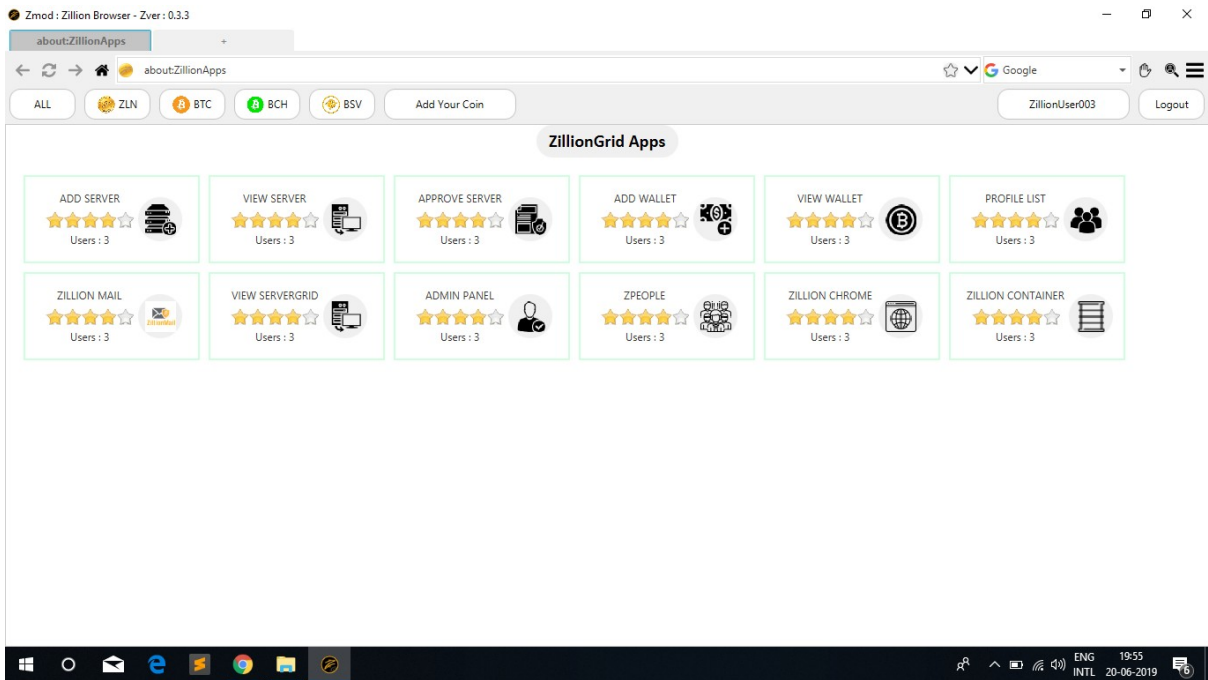 Zmod : Zillion Browser - Zver : 0.3.3
about:ZillionApps +
about:ZillionApps Google
ALL ZLN BTC BCH BSV Add Your Coin ZillionUser003 Logout
ZillionGrid Apps
ADD SERVER VIEW SERVER APPROVE SERVER ADD WALLET VIEW WALLET PROFILE LIST
Users : 3 Users : 3 Users : 3 Users : 3 Users : 3 Users : 3
ZILLION MAIL VIEW SERVERGRID ADMIN PANEL ZPEOPLE ZILLION CHROME ZILLION CONTAINER
ZillionMail
Users : 3 Users : 3 Users : 3 Users : 3 Users : 3 Users : 3
ENG 19:55
INTL 20-06-2019 6